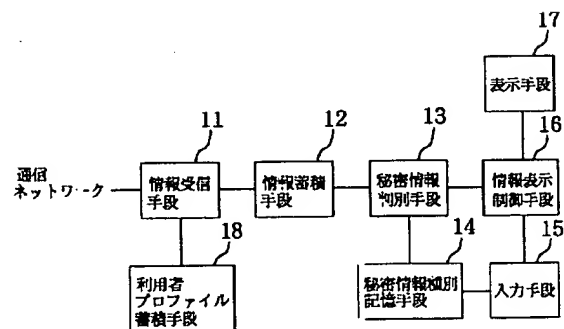 17
表示手段
11
12
13
16
通信
ネットワーク
情報受信
手段
情報蓄積
手段
秘密情報
判別手段
情報表示
制御手段
18
14
15
利用者
プロファイル
蓄積手段
秘密情報種別
記憶手段
入力手段